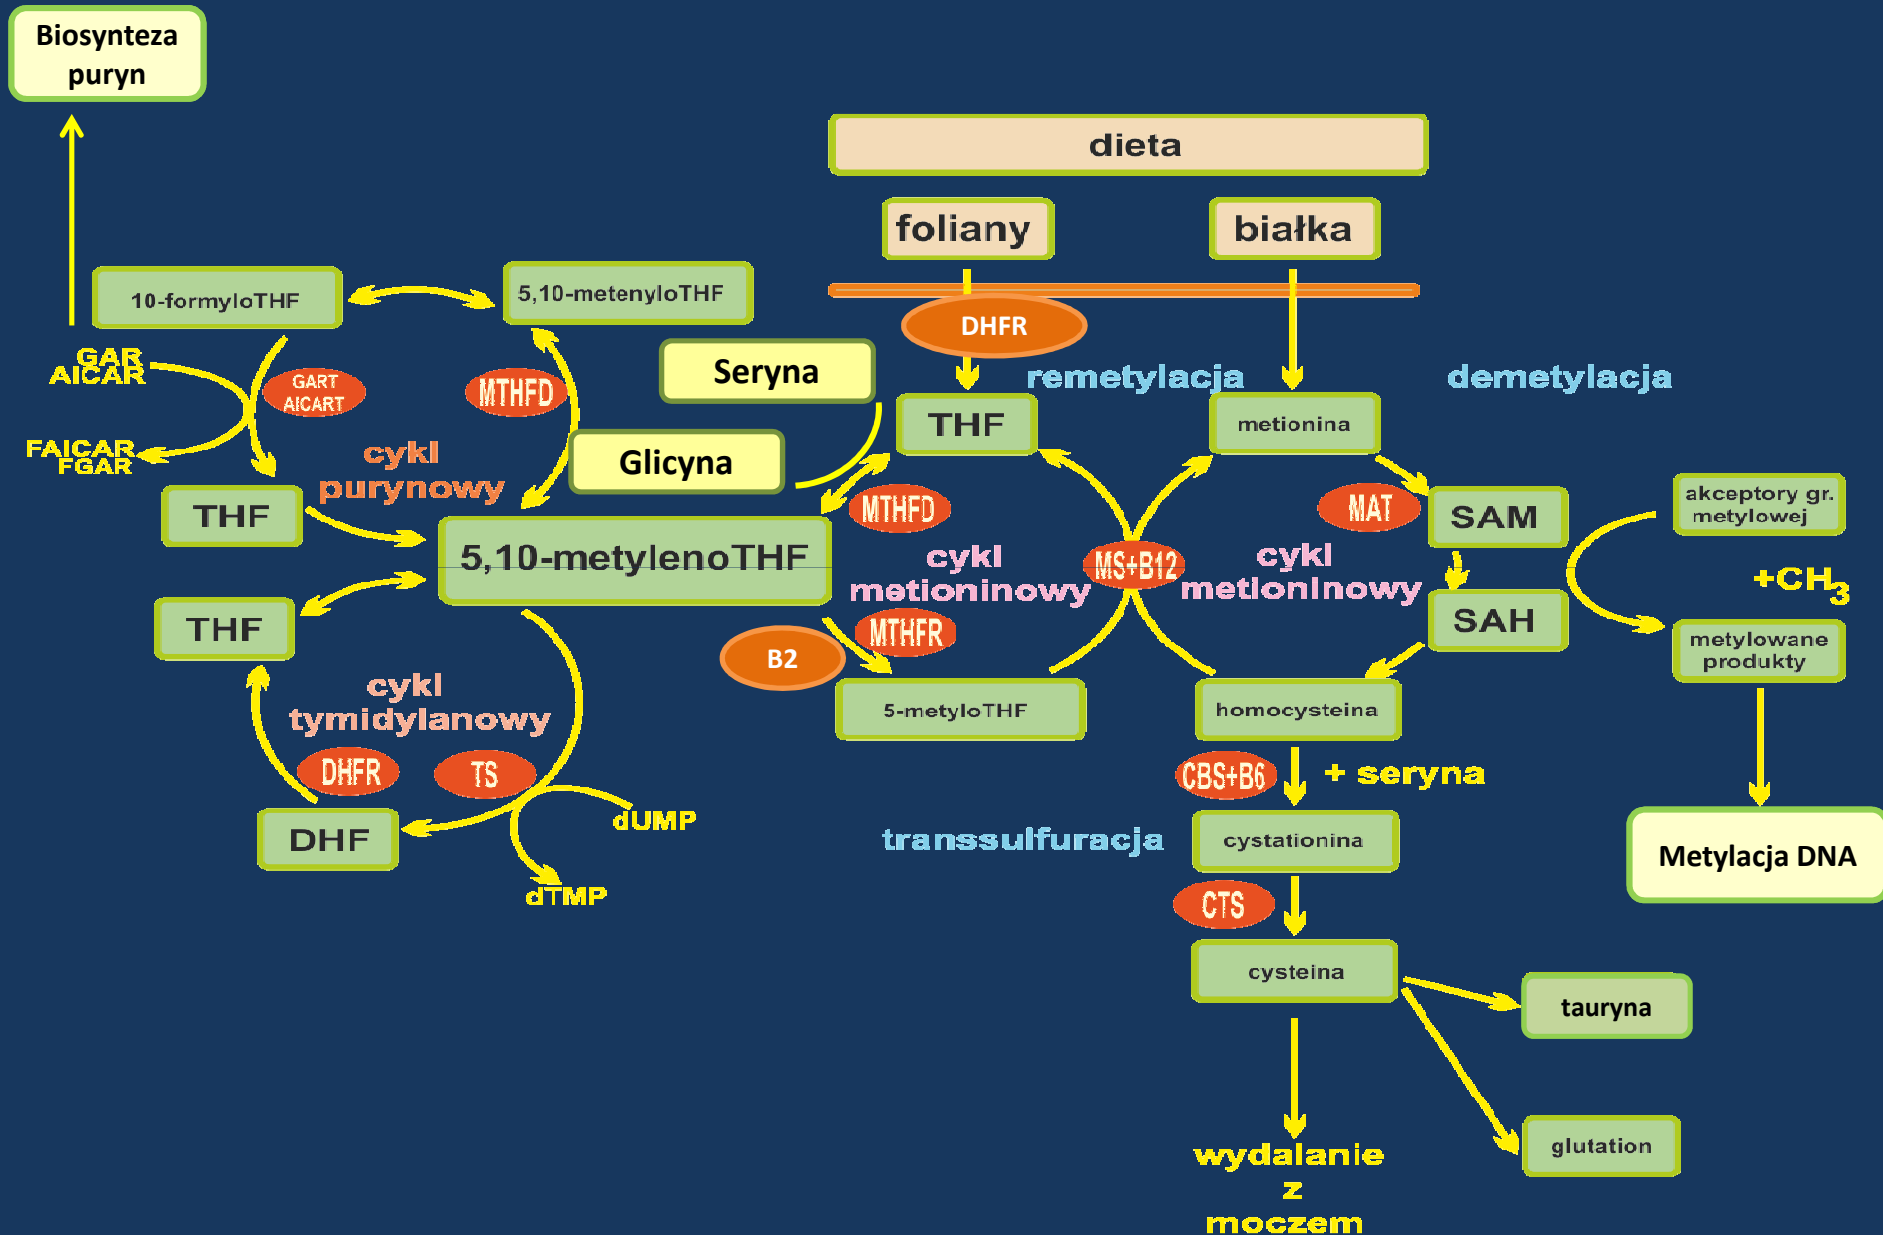 Biosynteza
puryn
dieta
foliany
białka
10-formyloTHF
5,10-metenyloTHF
DHFR
GAR
AICAR
GART
AICART
MTHFD
Seryna
remetylacja
demetylacja
THF
metionina
FAICAR
FGAR
cykl
purynowy
Glicyna
THF
MTHFD
MAT
SAM
akceptory gr.
metylowej
5,10-metylenoTHF
cykl
metioninowy
MS+B12
cykl
metionInowy
+CH3
THF
MTHFR
SAH
metylowane
produkty
B2
cykl
tymidylanowy
5-metyloTHF
homocysteina
DHFR
TS
CBS+B6
+ seryna
dUMP
DHF
transsulfuracja
cystationina
Metylacja DNA
dTMP
CTS
cysteina
tauryna
glutation
wydalanie
z
moczem